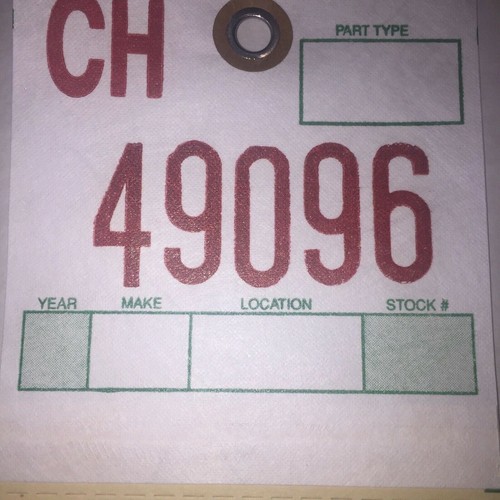 CH
PART TYPE
49096
YEAR MAKE LOCATION STOCK #